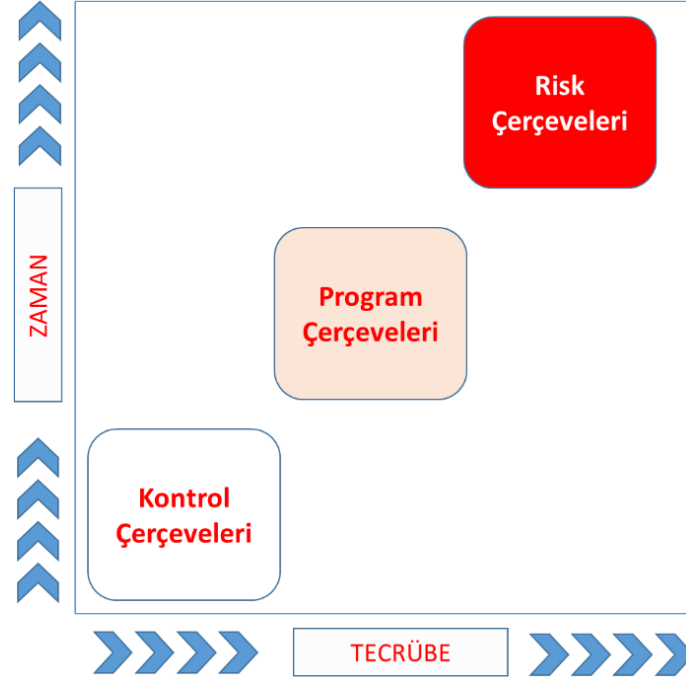 Risk
Çerçeveleri
ZAMAN
Program
Çerçeveleri
Kontrol
Çerçeveleri
TECRÜBE